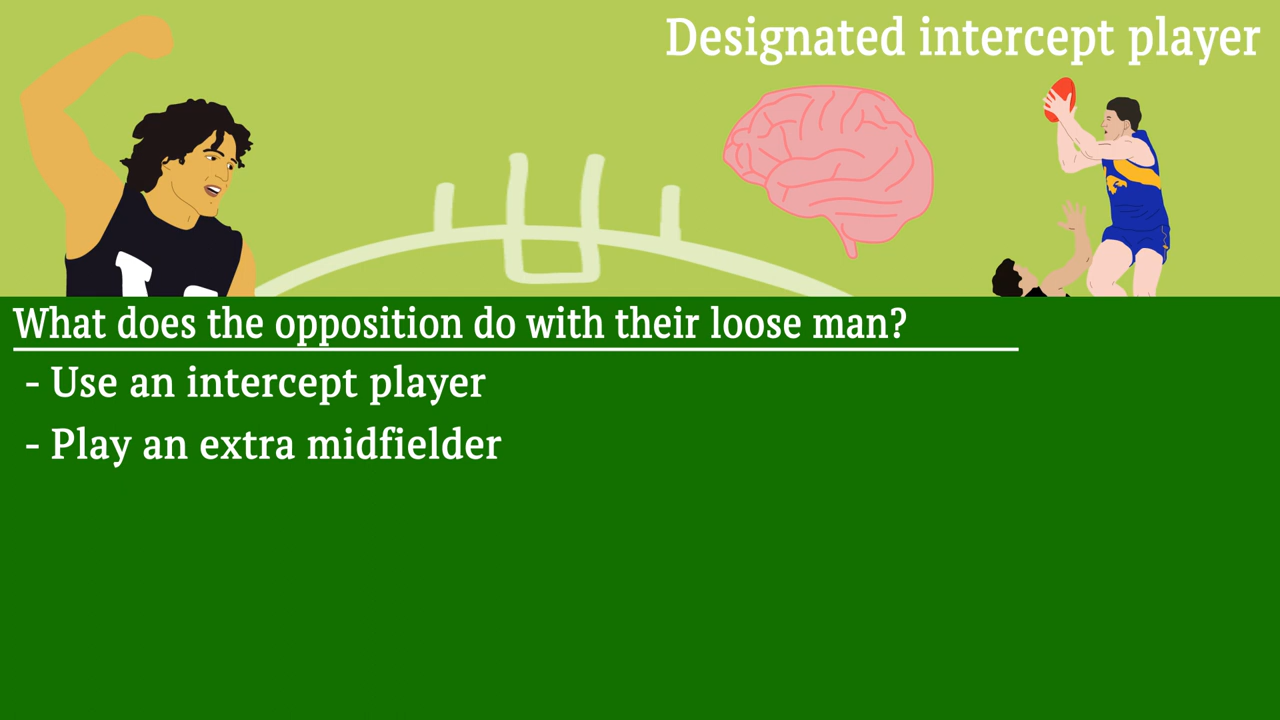 Designated intercept player
What does the opposition do with their loose man?
- Use an intercept player
- Play an extra midfielder